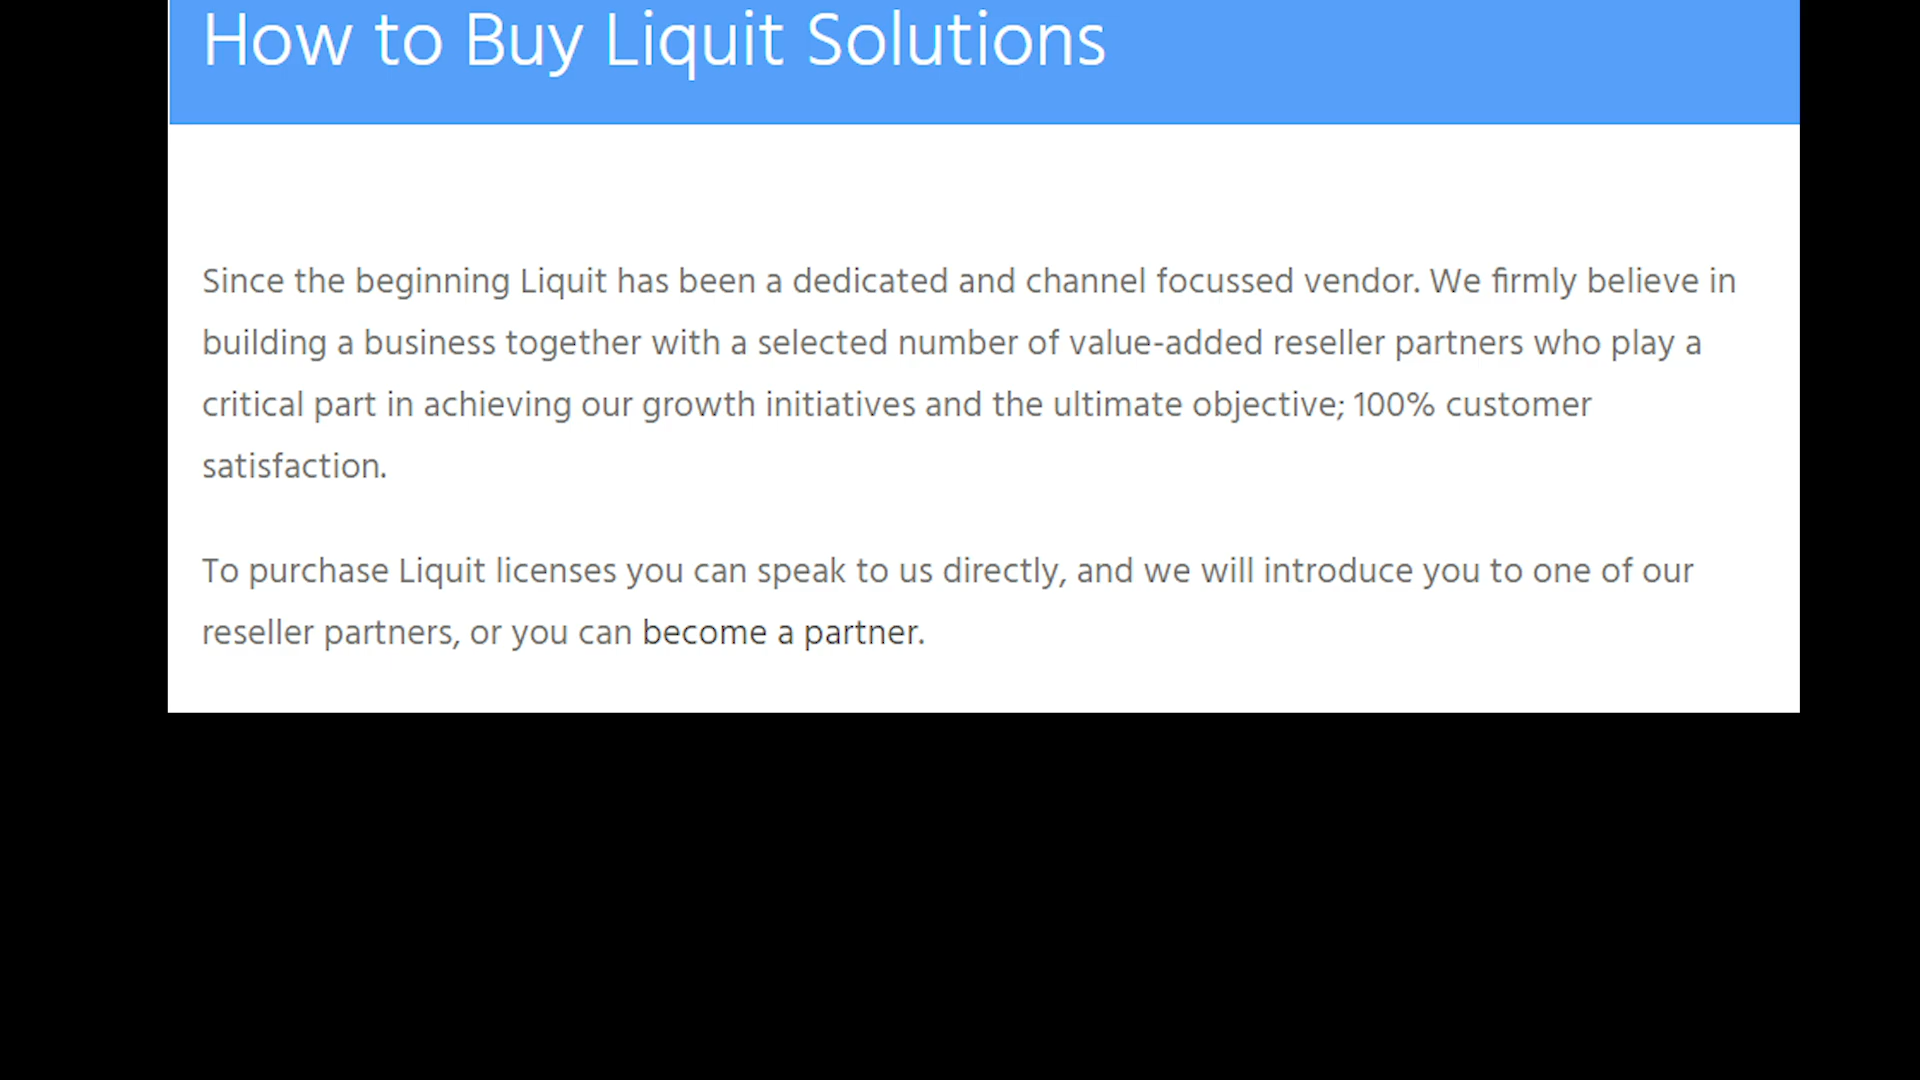 How to Buy Liquit Solutions
Since the beginning Liquit has been a dedicated and channel focussed vendor. We firmly believe in
building a business together with a selected number of value-added reseller partners who play a
critical part in achieving our growth initiatives and the ultimate objective; 100% customer
satisfaction.
To purchase Liquit licenses you can speak to us directly, and we will introduce you to one of our
reseller partners, or you can become a partner.